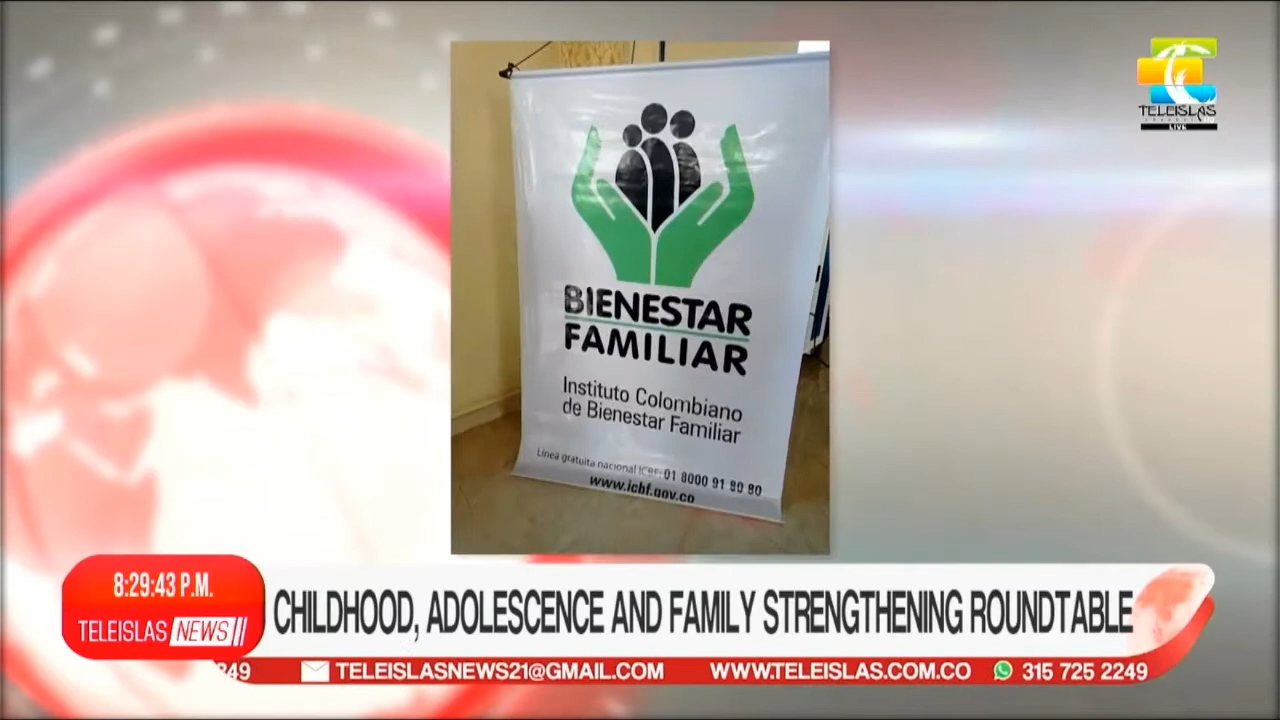 TELEISLAS
LIVE
BIENESTAR
FAMILIAR
Instituto Colombiano
de Bienestar Familiar
Línea gratuita nacional ICBF: 01 8000 91 80 80
www.icbf.gov.co
8:29:43 P.M.
TELEISLAS NEWS
CHILDHOOD, ADOLESCENCE AND FAMILY STRENGTHENING ROUNDTABLE
249 TELEISLASNEWS21@GMAIL.COM WWW.TELEISLAS.COM.CO 315 725 2249